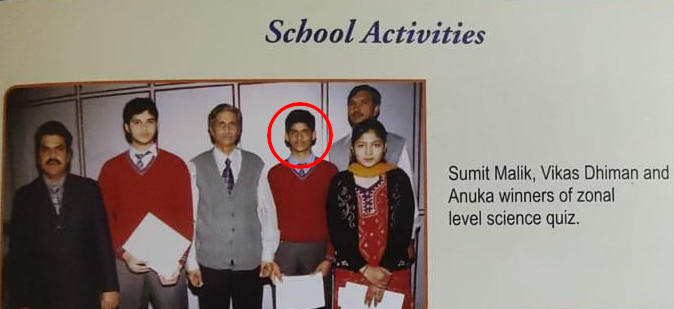 School Activities
Sumit Malik, Vikas Dhiman and
Anuka winners of zonal
level science quiz.